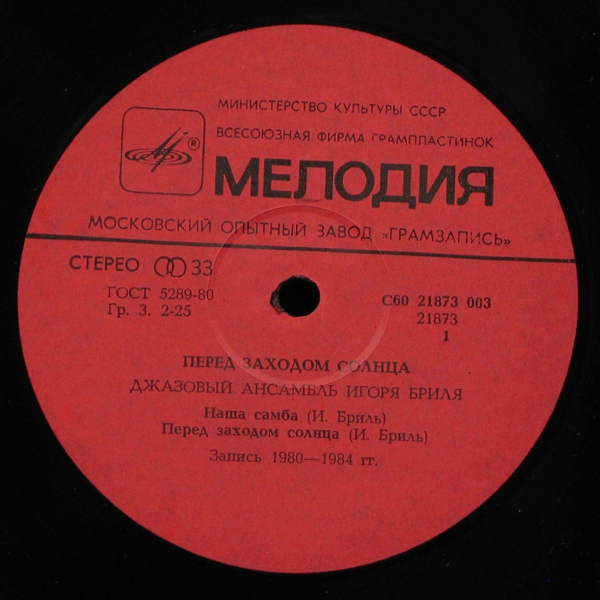 МИНИСТЕРСТВО КУЛЬТУРЫ СССР
ВСЕСОЮЗНАЯ ФИРМА ГРАМПЛАСТИНОК
®
МЕЛОДИЯ
МОСКОВСКИЙ ОПЫТНЫЙ ЗАВОД «ГРАМЗАПИСЬ»
СТЕРЕО 33
ГОСТ 5289-80
Гр. 3. 2-25
С60 21873 003
21873
1
ПЕРЕД ЗАХОДОМ СОЛНЦА
ДЖАЗОВЫЙ АНСАМБЛЬ ИГОРЯ БРИЛЯ
Наша самба (И. Бриль)
Перед заходом солнца (И. Бриль)
Запись 1980—1984 гг.